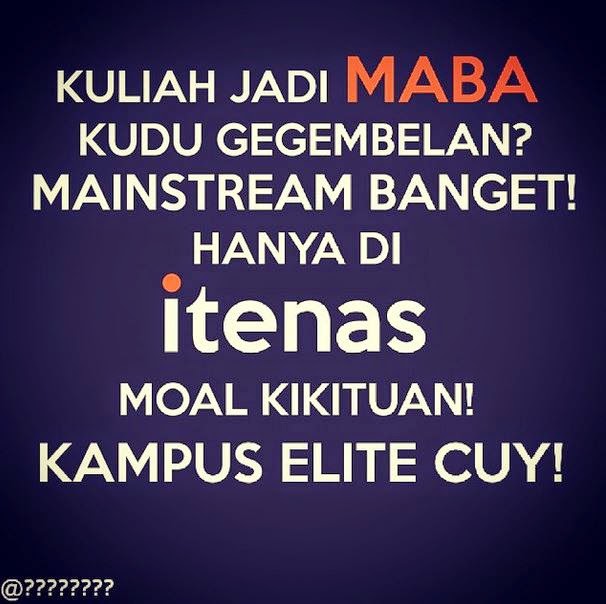 KULIAH JADI MABA
KUDU GEGEMBELAN?
MAINSTREAM BANGET!
HANYA DI
itenas
MOAL KIKITUAN!
KAMPUS ELITE CUY!
@????????